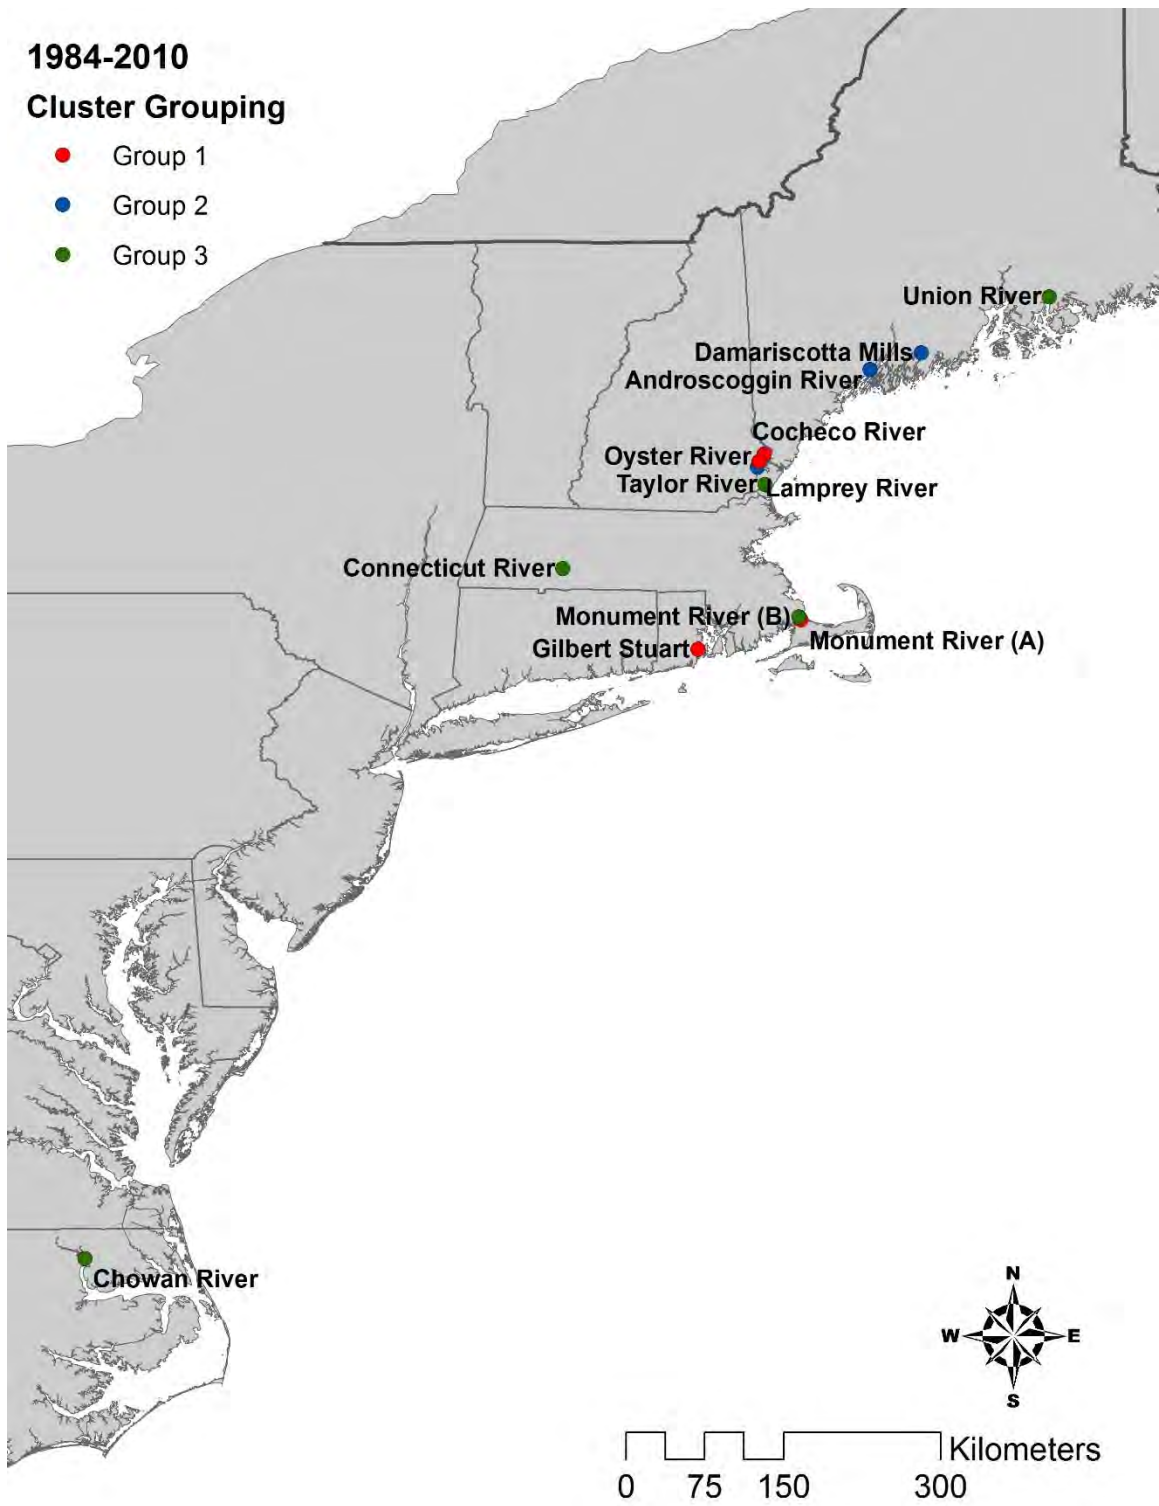 1984-2010
Cluster Grouping
Group 1
Group 2
Group 3
Union River
Damariscotta Mills
Androscoggin River
Cocheco River
Oyster River
Taylor River
Lamprey River
Connecticut River
Monument River (B)
Monument River (A)
Gilbert Stuart
Chowan River
N
W
E
S
Kilometers
0 75 150 300